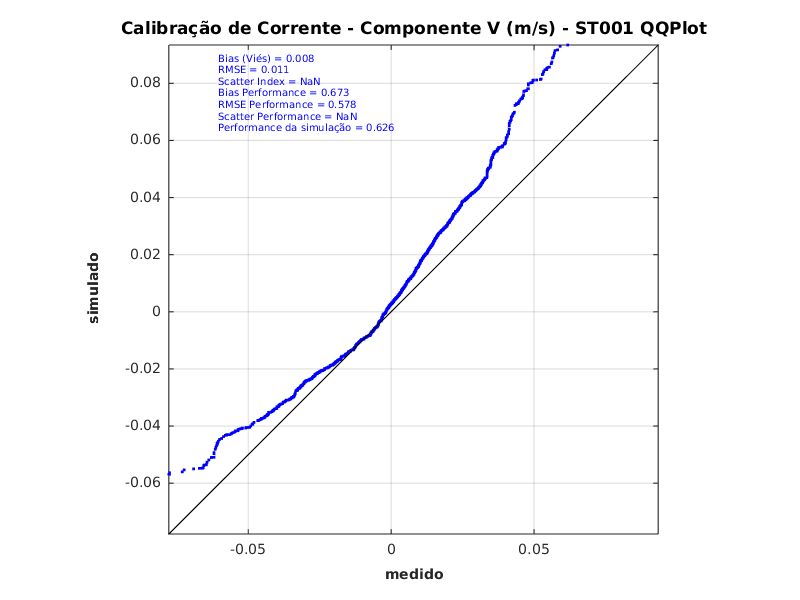 Calibração de Corrente - Componente V (m/s) - ST001 QQPlot
Bias (Viés) = 0.008
RMSE = 0.011
Scatter Index = NaN
Bias Performance = 0.673
RMSE Performance = 0.578
Scatter Performance = NaN
Performance da simulação = 0.626
0.08
0.06
0.04
0.02
0
-0.02
-0.04
-0.06
simulado
-0.05
0
0.05
medido